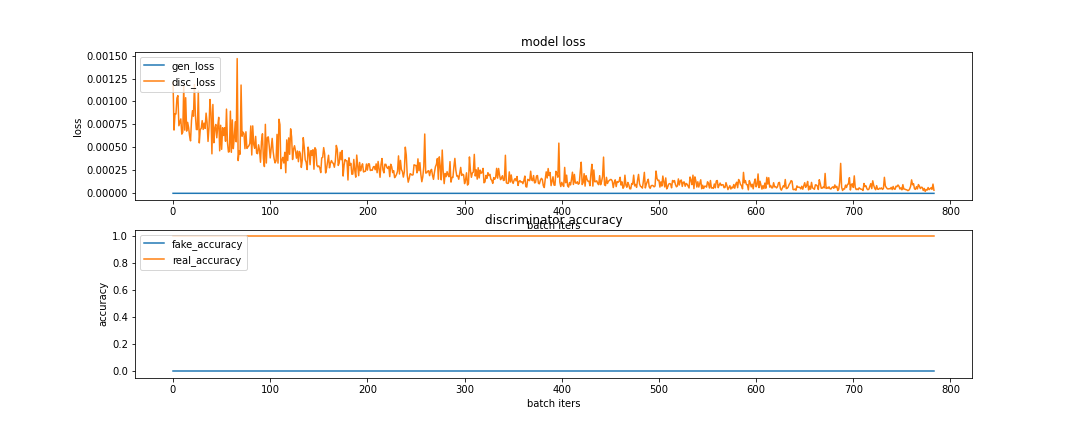 model loss
0.00150
0.00125
0.00100
0.00075
0.00050
0.00025
0.00000
loss
gen_loss
disc_loss
0 100 200 300 400 500 600 700 800
batch iters
discriminator accuracy
1.0
0.8
0.6
0.4
0.2
0.0
accuracy
fake_accuracy
real_accuracy
0 100 200 300 400 500 600 700 800
batch iters